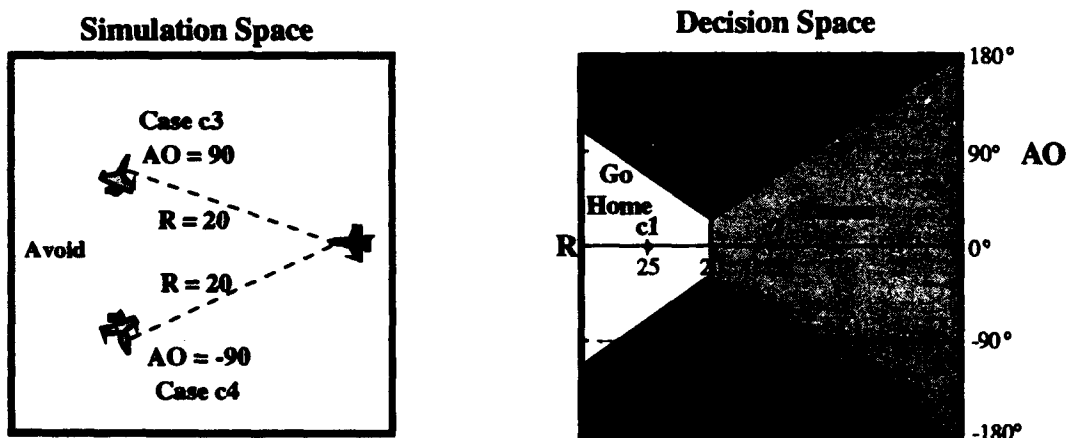 Simulation Space
Case c3
AO = 90
R = 20
Avoid
R = 20
AO = -90
Case c4
Decision Space
180°
90° AO
Go
Home
c1
R
25
0°
-90°
-180°